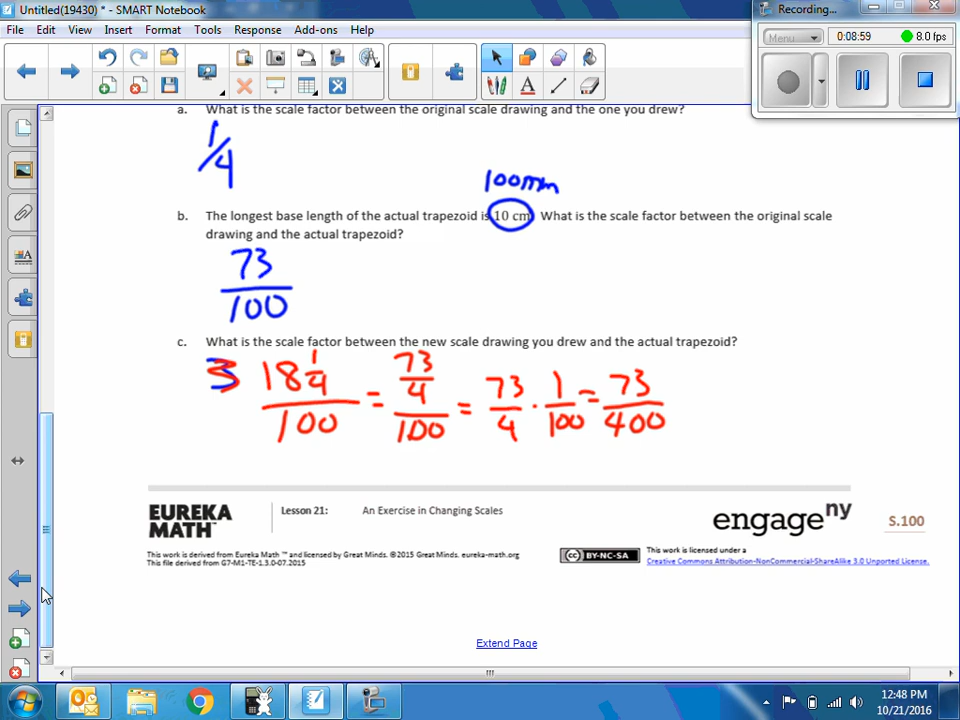 Untitled(19430) * - SMART Notebook
File Edit View Insert Format Tools Response Add-ons Help
Recording...
Menu 0:08:59 8.0 fps
a. What is the scale factor between the original scale drawing and the one you drew?
1/4
100mm
b. The longest base length of the actual trapezoid is 10 cm. What is the scale factor between the original scale
drawing and the actual trapezoid?
73
100
c. What is the scale factor between the new scale drawing you drew and the actual trapezoid?
18 1/4 / 100 = 73/4 / 100 = 73/4 · 1/100 = 73/400
EUREKA
MATH™
Lesson 21: An Exercise in Changing Scales
engage ny
S.100
This work is derived from Eureka Math ™ and licensed by Great Minds. ©2015 Great Minds. eureka-math.org
This file derived from G7-M1-TE-1.3.0-07.2015
cc BY-NC-SA
This work is licensed under a
Creative Commons Attribution-NonCommercial-ShareAlike 3.0 Unported License.
Extend Page
12:48 PM
10/21/2016